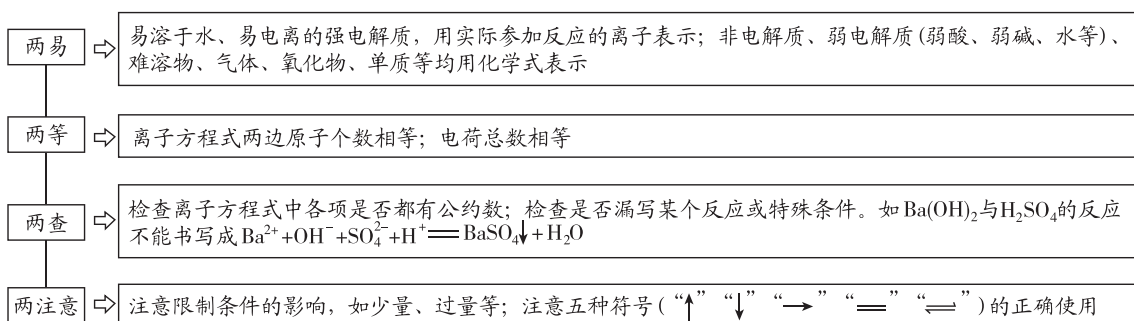 两易
易溶于水、易电离的强电解质，用实际参加反应的离子表示；非电解质、弱电解质(弱酸、弱碱、水等)、
难溶物、气体、氧化物、单质等均用化学式表示
两等
离子方程式两边原子个数相等；电荷总数相等
两查
检查离子方程式中各项是否都有公约数；检查是否漏写某个反应或特殊条件。如Ba(OH)₂与H₂SO₄的反应
不能书写成Ba²⁺+OH⁻+SO₄²⁻+H⁺══BaSO₄↓+H₂O
两注意
注意限制条件的影响，如少量、过量等；注意五种符号(“↑” “↓” “→” “══” “⇌”)的正确使用